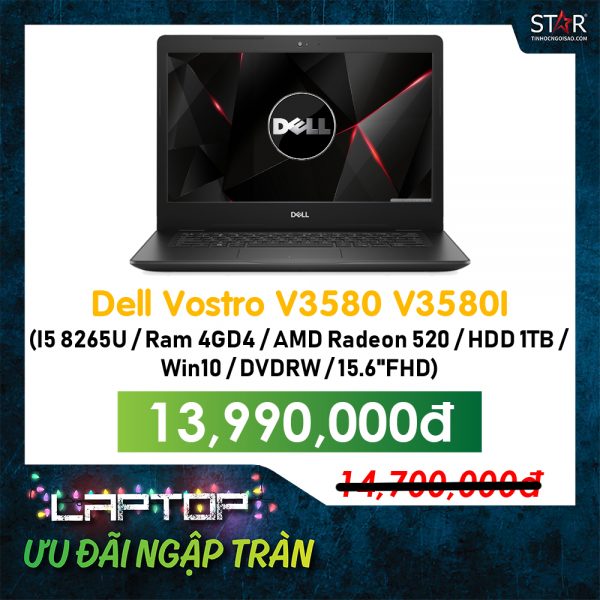 STAR
TINHOCNGOISAO.COM
DELL
DELL
Dell Vostro V3580 V3580I
(I5 8265U / Ram 4GD4 / AMD Radeon 520 / HDD 1TB /
Win10 / DVDRW / 15.6"FHD)
13,990,000đ
14,700,000đ
LAPTOP
ƯU ĐÃI NGẬP TRÀN